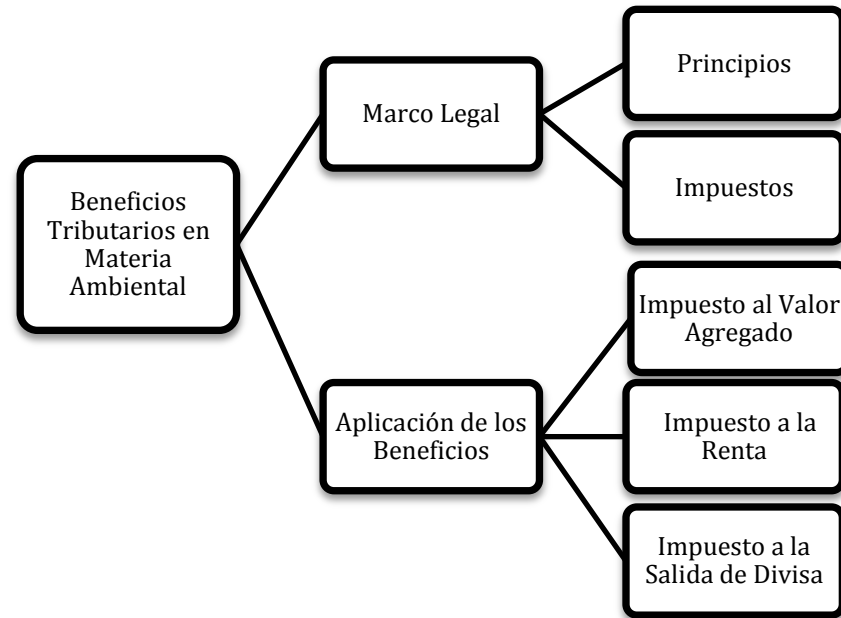 Beneficios
Tributarios en
Materia
Ambiental
Marco Legal
Principios
Impuestos
Aplicación de los
Beneficios
Impuesto al Valor
Agregado
Impuesto a la
Renta
Impuesto a la
Salida de Divisa